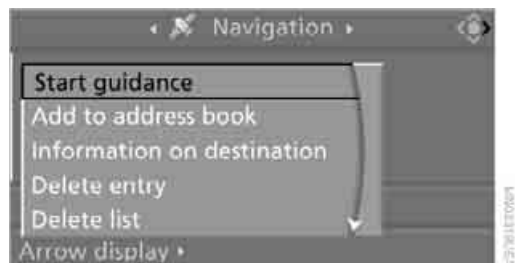 Navigation
Start guidance
Add to address book
Information on destination
Delete entry
Delete list
Arrow display